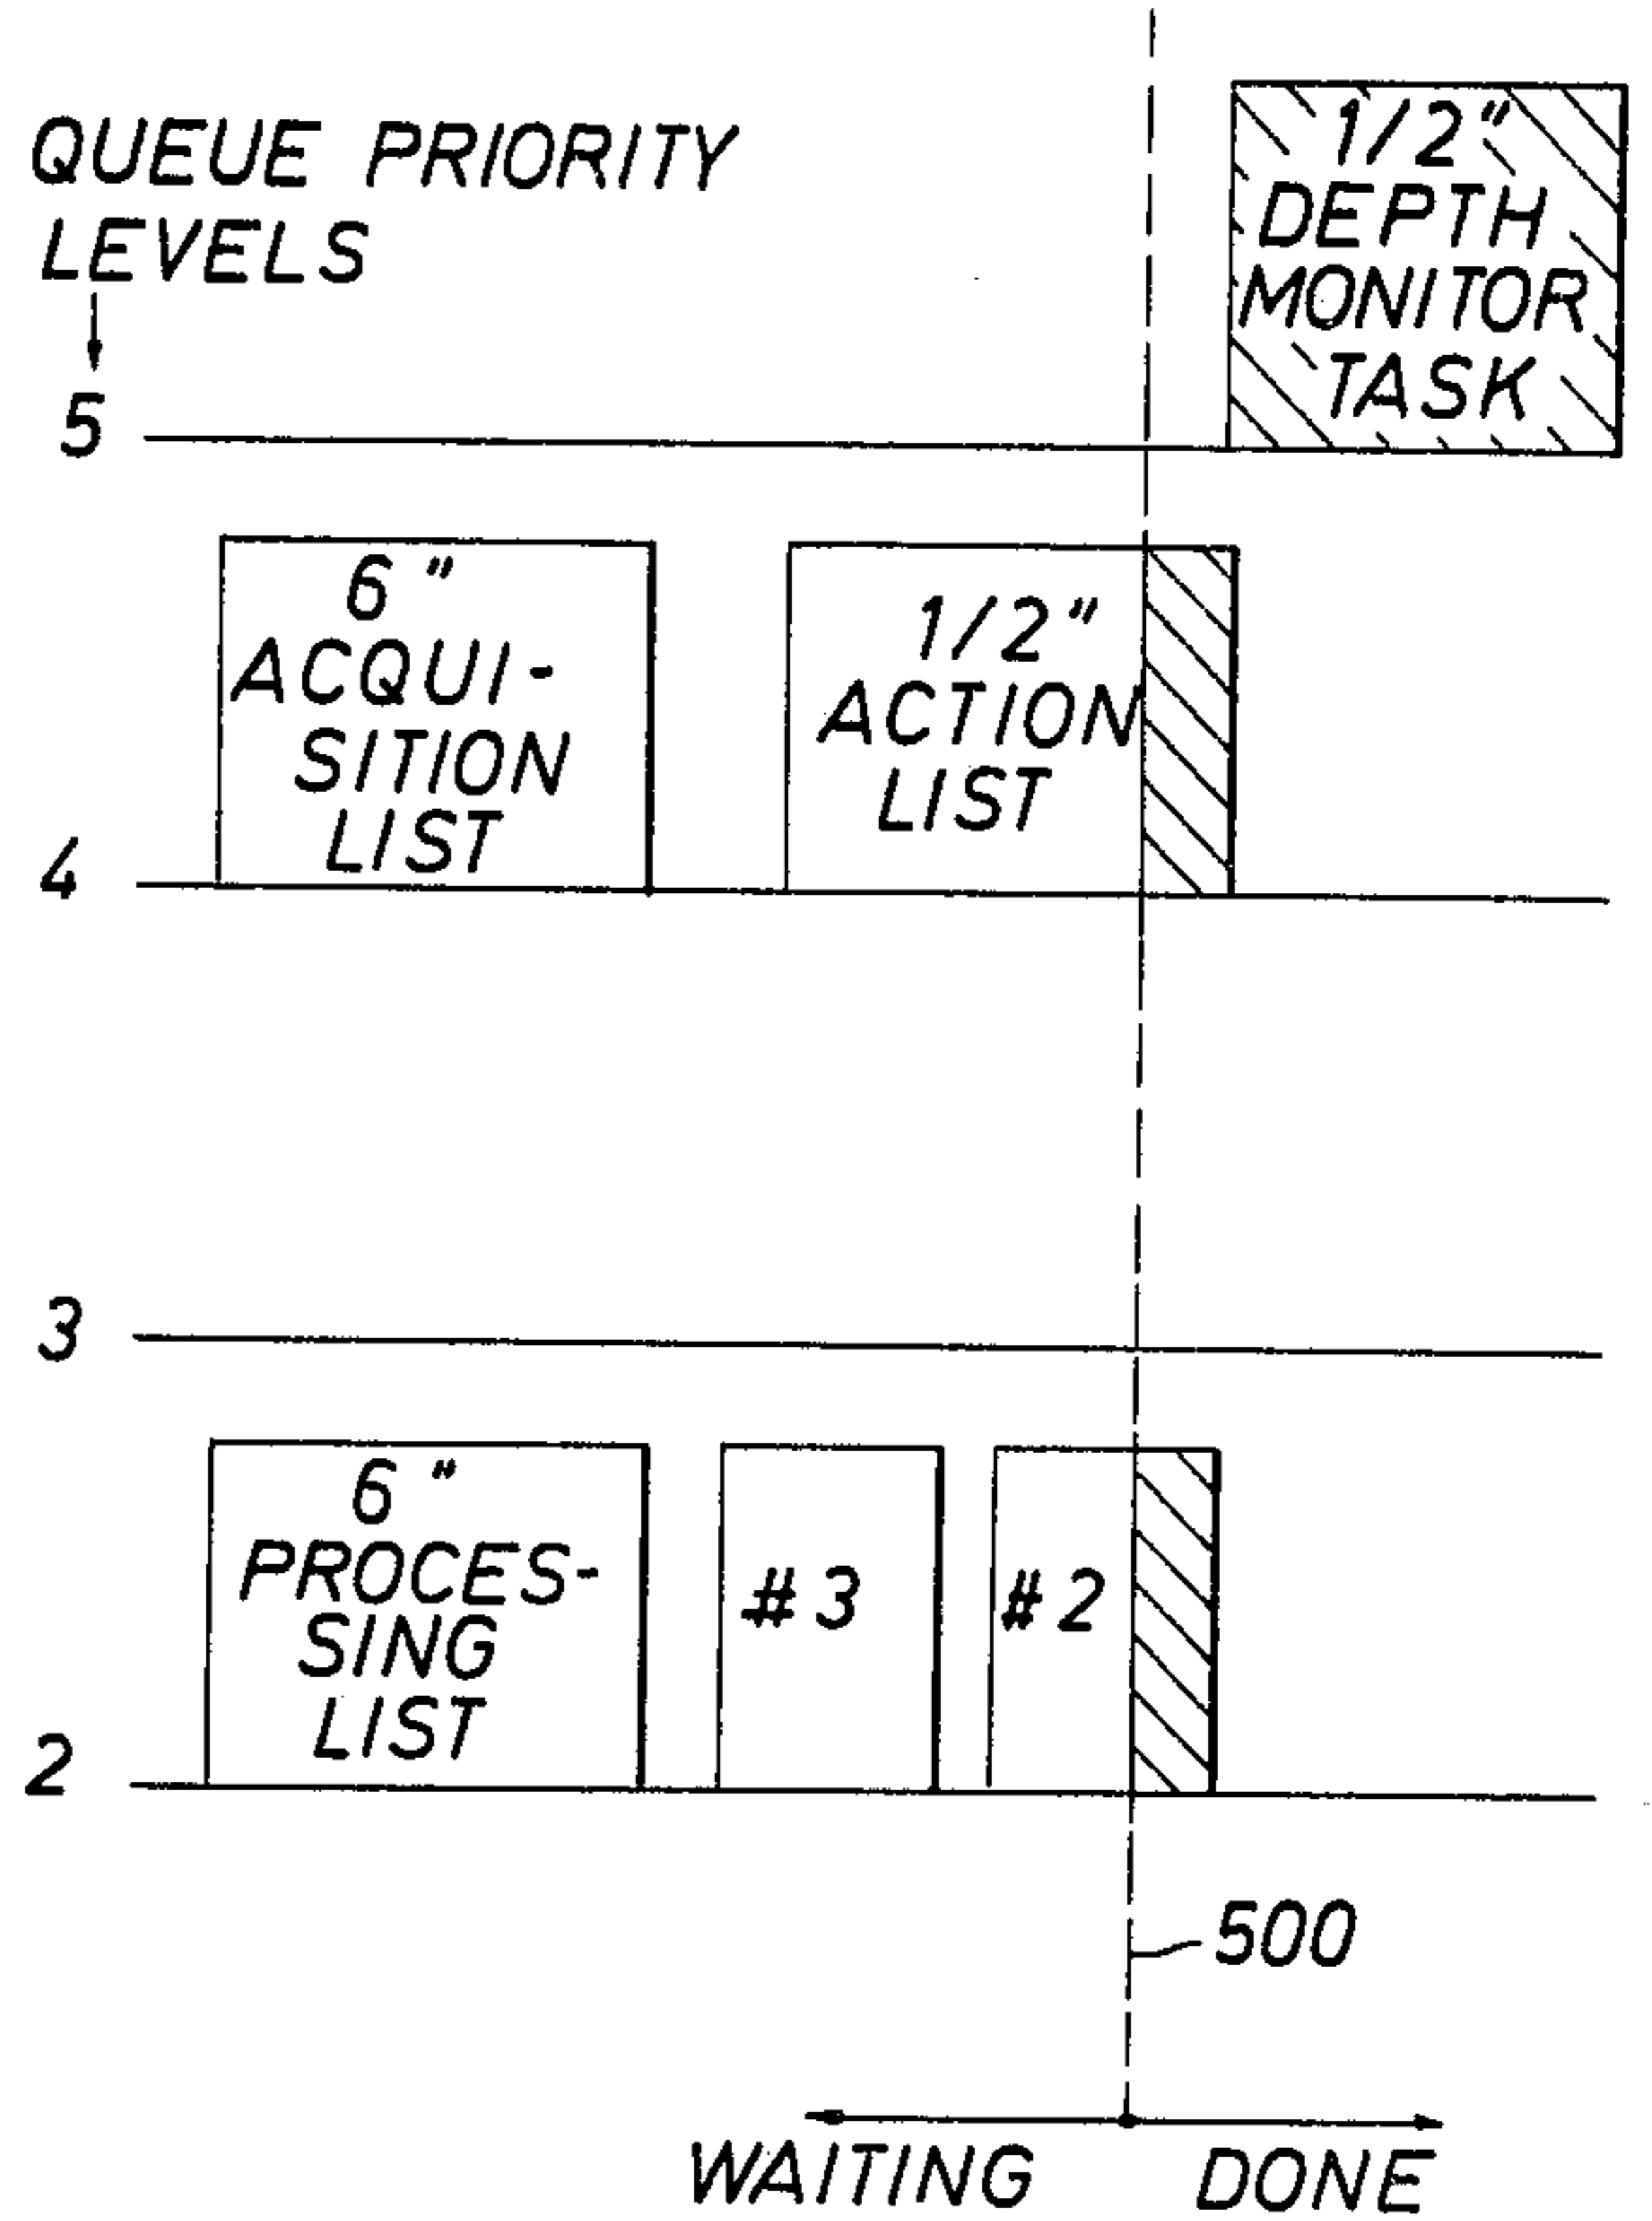 QUEUE PRIORITY
LEVELS
1/2"
DEPTH
MONITOR
TASK
5
6"
ACQUI-
SITION
LIST
1/2"
ACTION
LIST
4
3
6"
PROCES-
SING
LIST
#3
#2
2
500
WAITING
DONE